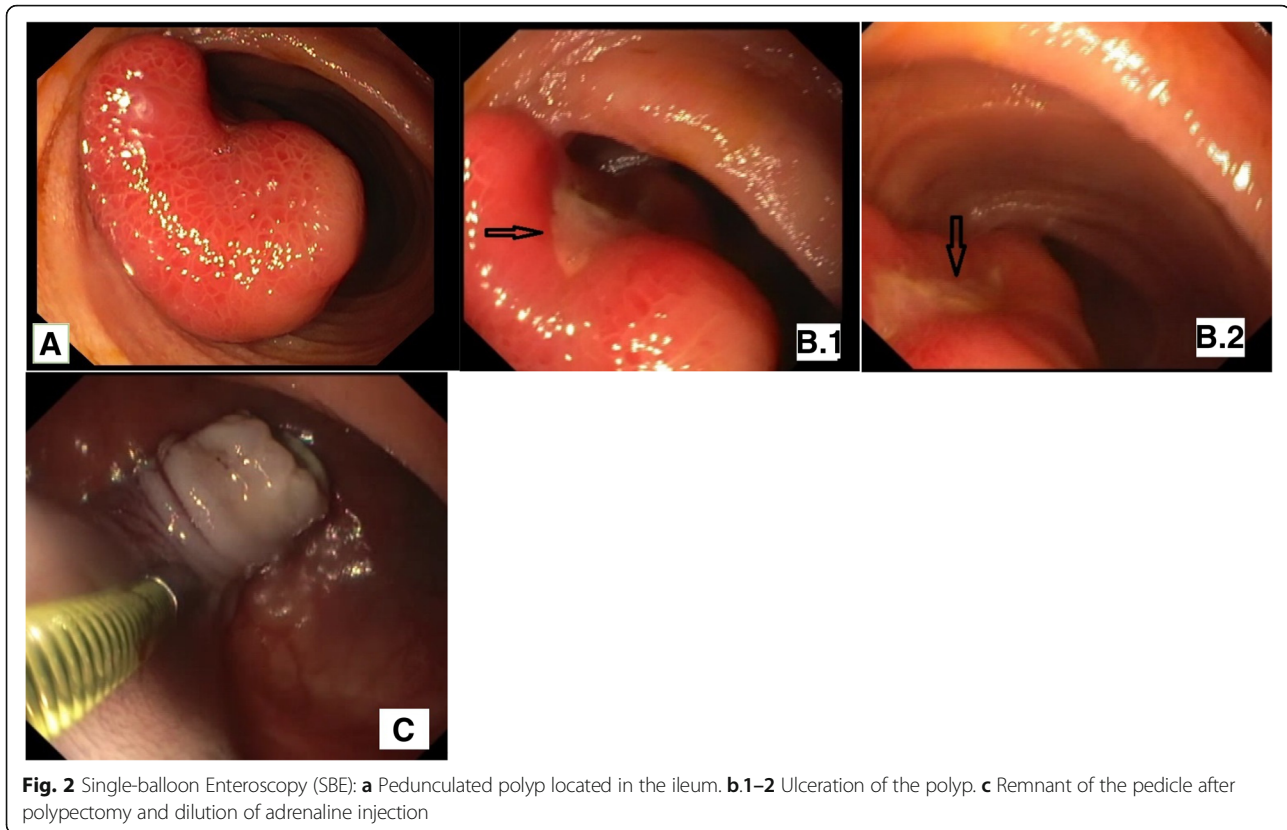 A
B.1
B.2
C
Fig. 2 Single-balloon Enteroscopy (SBE): a Pedunculated polyp located in the ileum. b.1–2 Ulceration of the polyp. c Remnant of the pedicle after
polypectomy and dilution of adrenaline injection